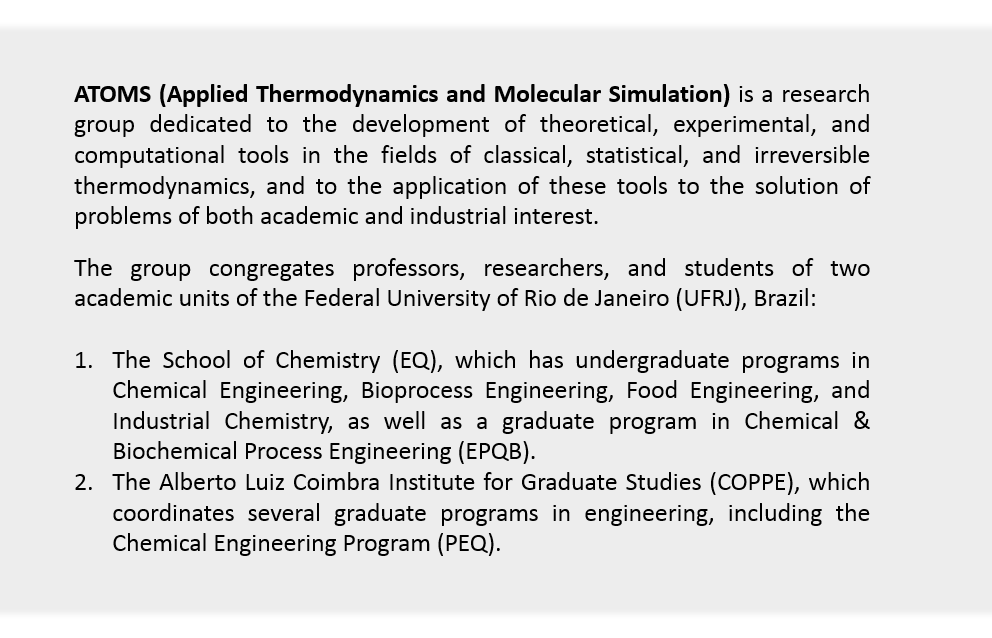 ATOMS (Applied Thermodynamics and Molecular Simulation) is a research
group dedicated to the development of theoretical, experimental, and
computational tools in the fields of classical, statistical, and irreversible
thermodynamics, and to the application of these tools to the solution of
problems of both academic and industrial interest.
The group congregates professors, researchers, and students of two
academic units of the Federal University of Rio de Janeiro (UFRJ), Brazil:
1. The School of Chemistry (EQ), which has undergraduate programs in
Chemical Engineering, Bioprocess Engineering, Food Engineering, and
Industrial Chemistry, as well as a graduate program in Chemical &
Biochemical Process Engineering (EPQB).
2. The Alberto Luiz Coimbra Institute for Graduate Studies (COPPE), which
coordinates several graduate programs in engineering, including the
Chemical Engineering Program (PEQ).